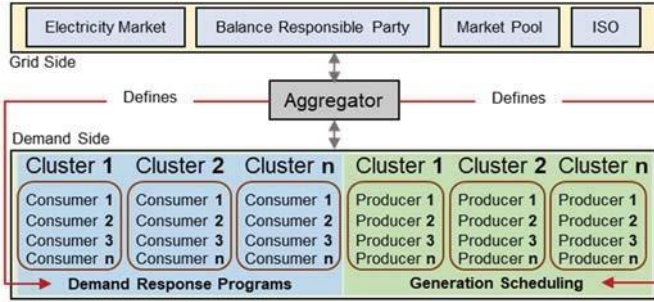 Electricity Market Balance Responsible Party Market Pool ISO
Grid Side
Defines Aggregator Defines
Demand Side
Cluster 1 Cluster 2 Cluster n Cluster 1 Cluster 2 Cluster n
Consumer 1 Consumer 1 Consumer 1 Producer 1 Producer 1 Producer 1
Consumer 2 Consumer 2 Consumer 2 Producer 2 Producer 2 Producer 2
Consumer 3 Consumer 3 Consumer 3 Producer 3 Producer 3 Producer 3
Consumer n Consumer n Consumer n Producer n Producer n Producer n
Demand Response Programs Generation Scheduling